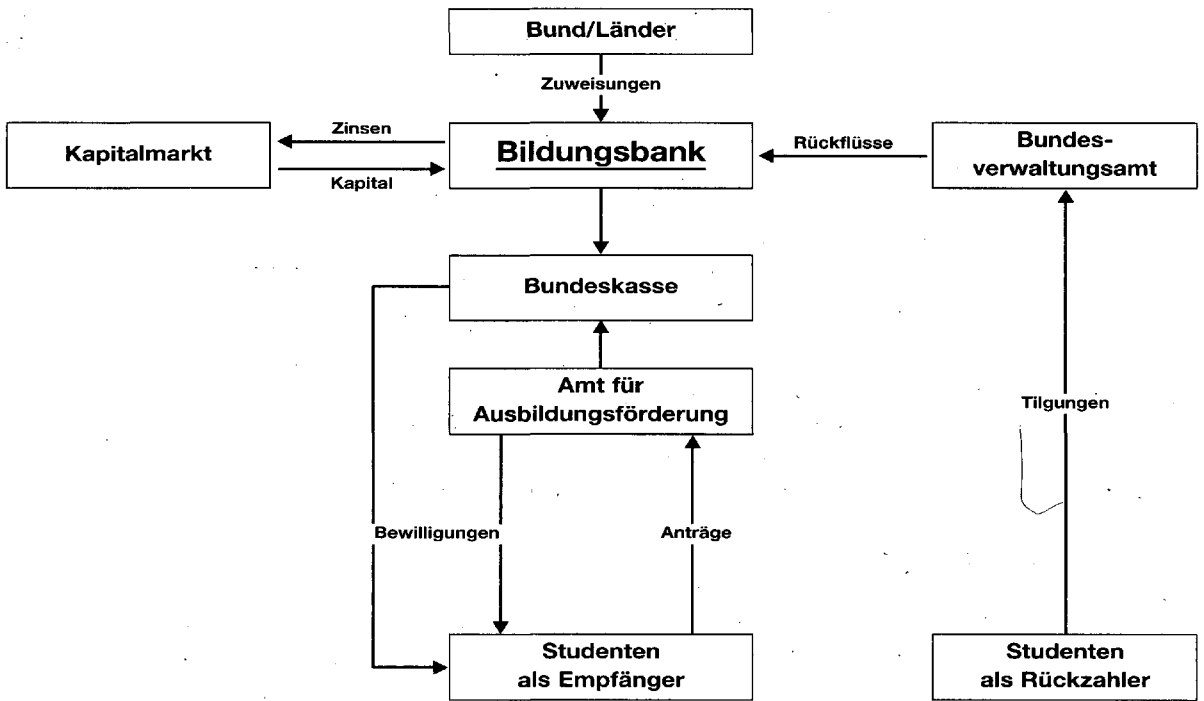 Bund/Länder
Zuweisungen
Zinsen
Kapitalmarkt
Kapital
Bildungsbank
Rückflüsse
Bundes-
verwaltungsamt
Bundeskasse
Amt für
Ausbildungsförderung
Tilgungen
Bewilligungen
Anträge
Studenten
als Empfänger
Studenten
als Rückzahler